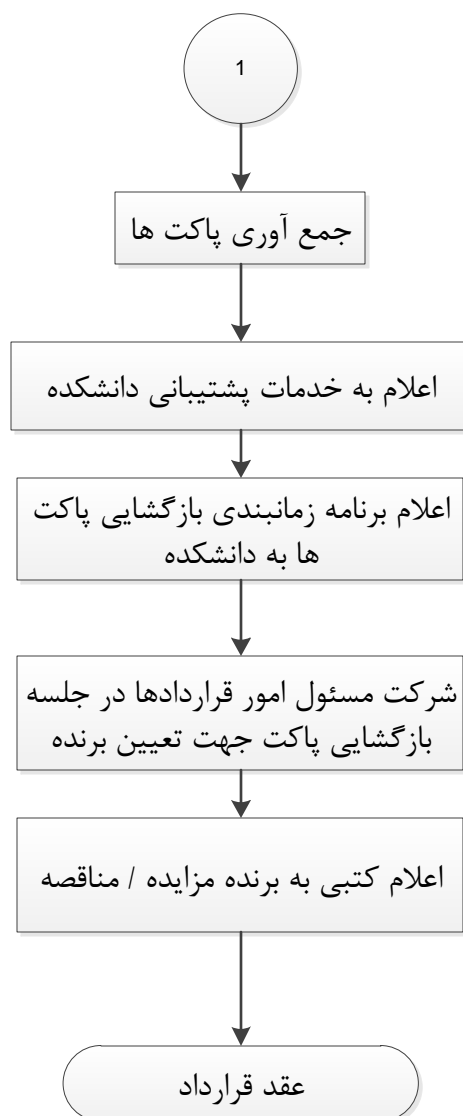 1
جمع آوری پاکت ها
اعلام به خدمات پشتیبانی دانشکده
اعلام برنامه زمانبندی بازگشایی پاکت
ها به دانشکده
شرکت مسئول امور قراردادها در جلسه
بازگشایی پاکت جهت تعیین برنده
اعلام کتبی به برنده مزایده / مناقصه
عقد قرارداد